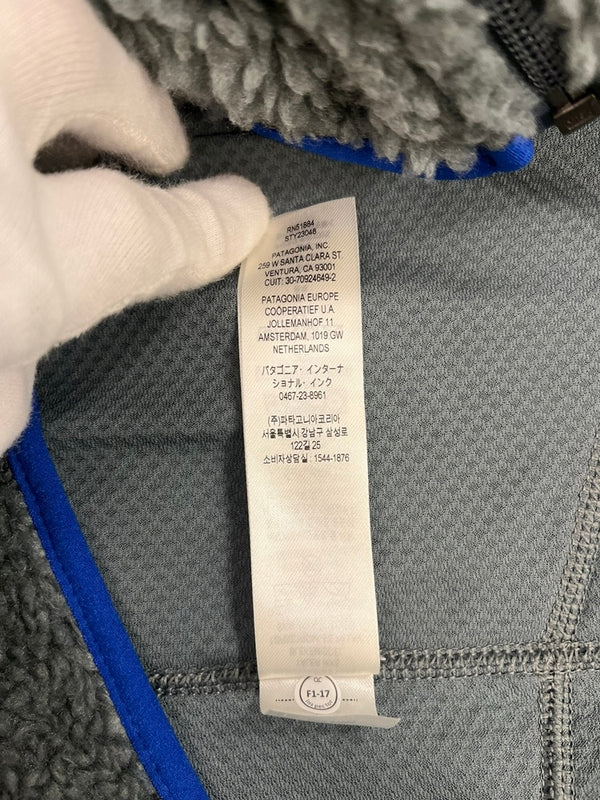 RN51884
STY23048
PATAGONIA, INC.
259 W SANTA CLARA ST.
VENTURA, CA 93001
CUIT: 30-70924649-2
PATAGONIA EUROPE
COÖPERATIEF U.A.
JOLLEMANHOF 11
AMSTERDAM, 1019 GW
NETHERLANDS
パタゴニア・インターナ
ショナル・インク
0467-23-8961
(주)파타고니아코리아
서울특별시 강남구 삼성로
122길 25
소비자상담실 : 1544-1876
F1-17